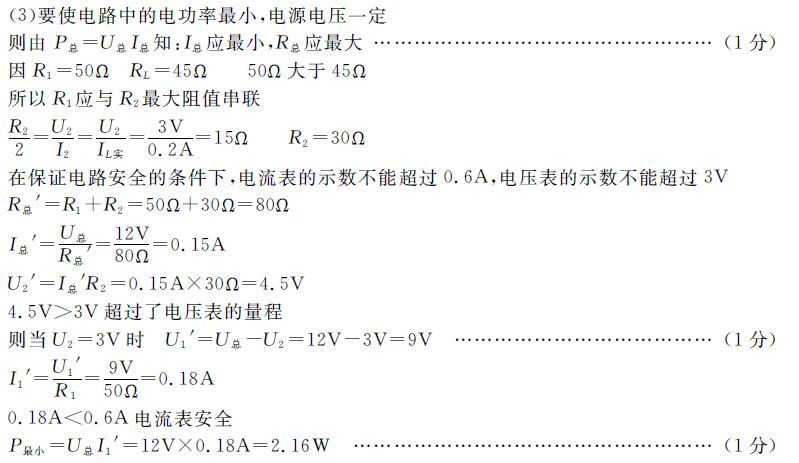 (3)要使电路中的电功率最小,电源电压一定
则由 P总=U总I总知:I总应最小,R总应最大 ……………………………………………(1 分)
因 R₁=50Ω  R_L=45Ω  50Ω 大于 45Ω
所以 R₁应与 R₂最大阻值串联
R₂/2=U₂/I₂=U₂/I_L实=3V/0.2A=15Ω  R₂=30Ω
在保证电路安全的条件下,电流表的示数不能超过 0.6A,电压表的示数不能超过 3V
R总′=R₁+R₂=50Ω+30Ω=80Ω
I总′=U总/R总′=12V/80Ω=0.15A
U₂′=I总′R₂=0.15A×30Ω=4.5V
4.5V>3V 超过了电压表的量程
则当 U₂=3V 时  U₁′=U总-U₂=12V-3V=9V ……………………………………(1 分)
I₁′=U₁′/R₁=9V/50Ω=0.18A
0.18A<0.6A 电流表安全
P最小=U总I₁′=12V×0.18A=2.16W ……………………………………………(1 分)